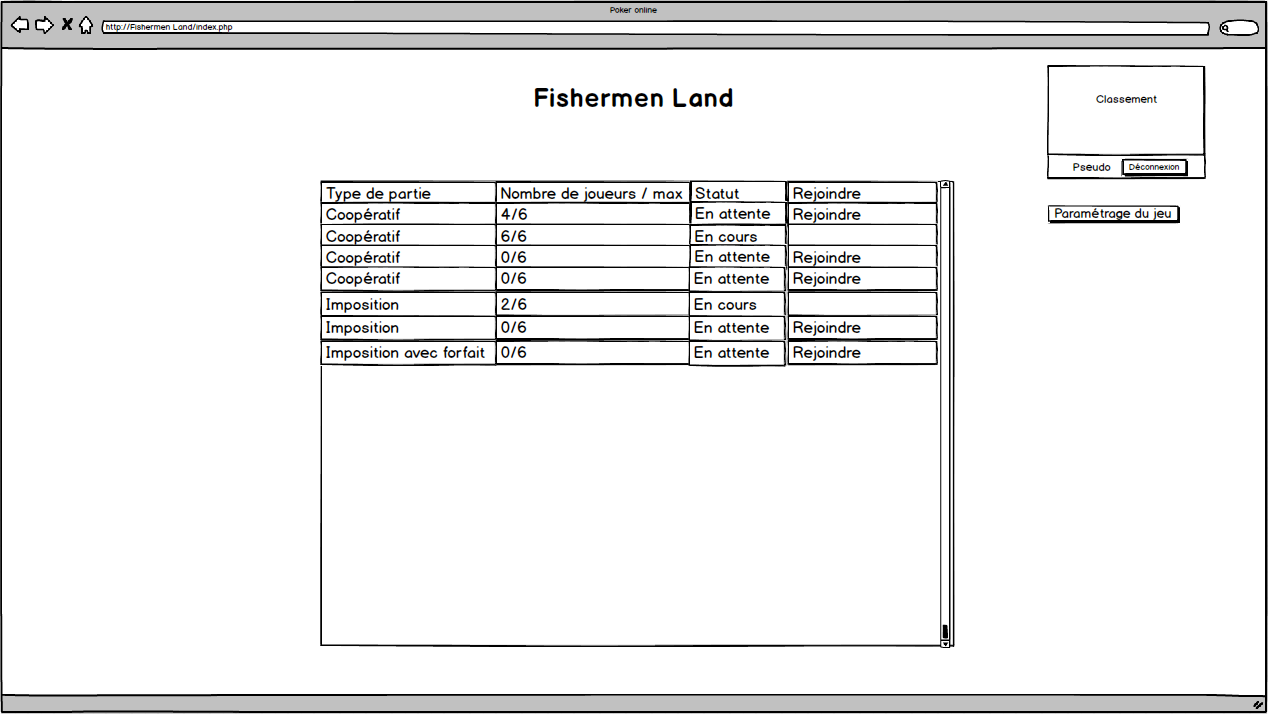 Poker online
http://Fishermen Land/index.php
Fishermen Land
Classement
Pseudo Déconnexion
Paramétrage du jeu
Type de partie Nombre de joueurs / max Statut Rejoindre
Coopératif 4/6 En attente Rejoindre
Coopératif 6/6 En cours
Coopératif 0/6 En attente Rejoindre
Coopératif 0/6 En attente Rejoindre
Imposition 2/6 En cours
Imposition 0/6 En attente Rejoindre
Imposition avec forfait 0/6 En attente Rejoindre